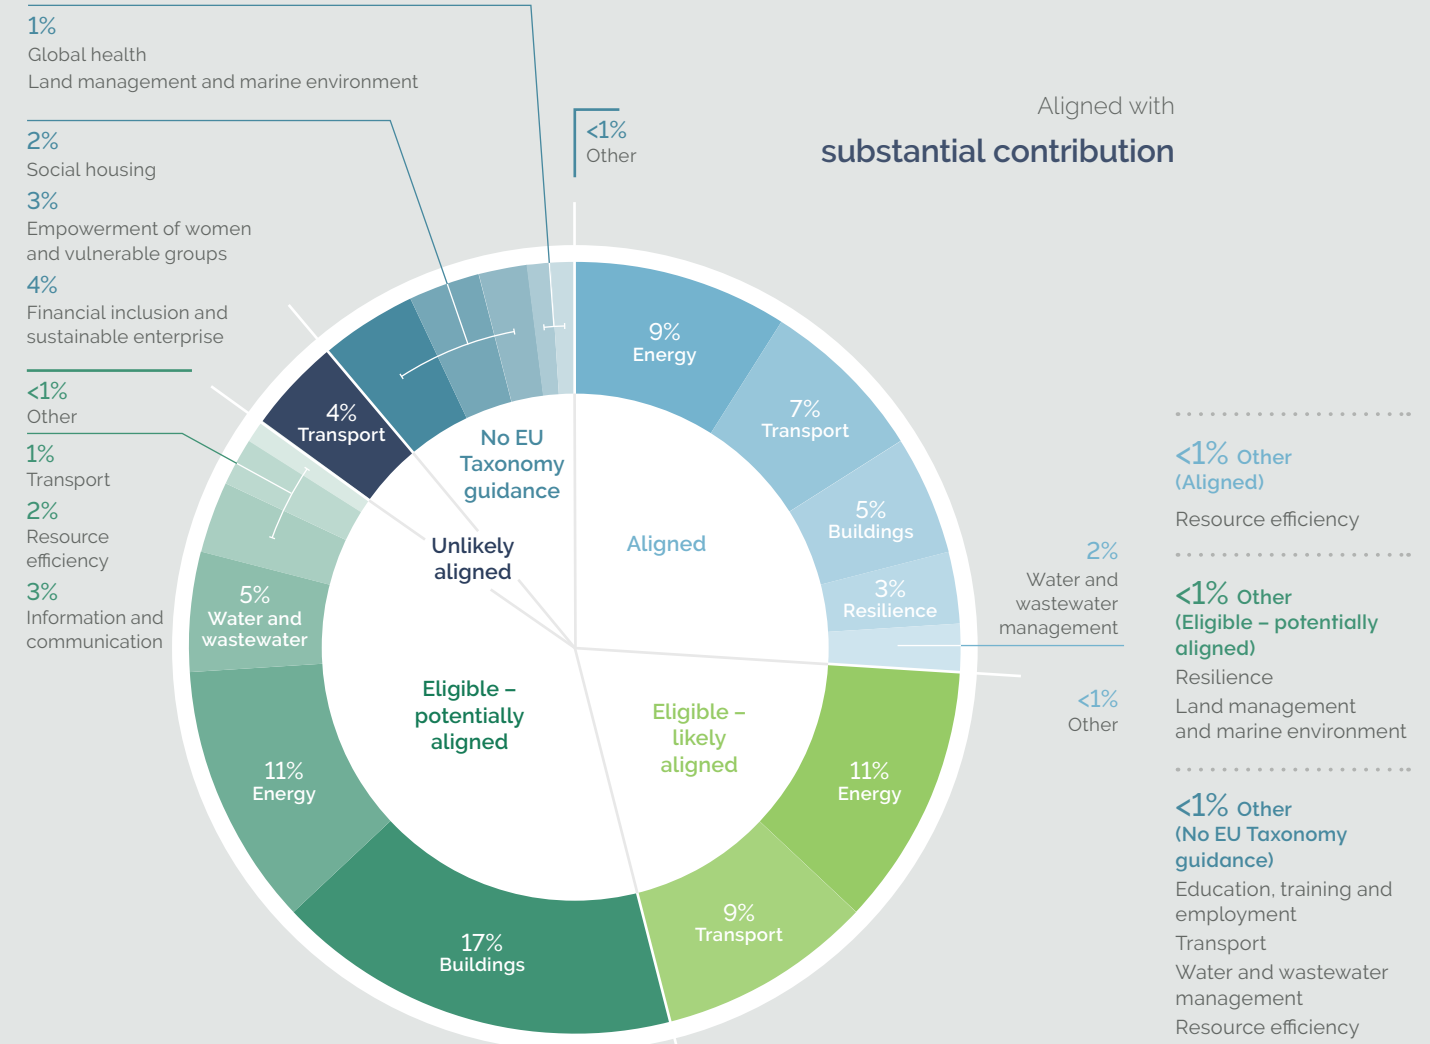 1%
Global health
Land management and marine environment
2%
Social housing
3%
Empowerment of women
and vulnerable groups
4%
Financial inclusion and
sustainable enterprise
<1%
Other
1%
Transport
2%
Resource
efficiency
3%
Information and
communication
<1%
Other
Aligned with
substantial contribution
9%
Energy
7%
Transport
5%
Buildings
3%
Resilience
2%
Water and
wastewater
management
<1%
Other
4%
Transport
No EU
Taxonomy
guidance
Unlikely
aligned
Aligned
5%
Water and
wastewater
Eligible –
potentially
aligned
Eligible –
likely
aligned
11%
Energy
11%
Energy
9%
Transport
17%
Buildings
<1% Other
(Aligned)
Resource efficiency
<1% Other
(Eligible – potentially
aligned)
Resilience
Land management
and marine environment
<1% Other
(No EU Taxonomy
guidance)
Education, training and
employment
Transport
Water and wastewater
management
Resource efficiency